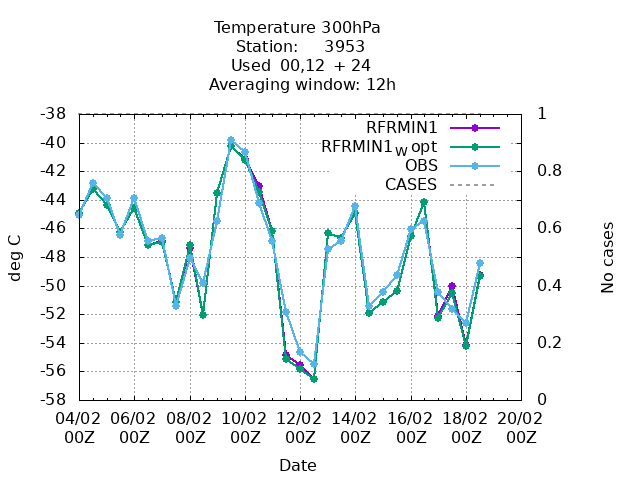 Temperature 300hPa
Station: 3953
Used 00,12 + 24
Averaging window: 12h
-38
-40
-42
-44
-46
-48
-50
-52
-54
-56
-58
deg C
1
0.8
0.6
0.4
0.2
0
No cases
RFRMIN1
RFRMIN1W opt
OBS
CASES
04/02 06/02 08/02 10/02 12/02 14/02 16/02 18/02 20/02
00Z 00Z 00Z 00Z 00Z 00Z 00Z 00Z 00Z
Date